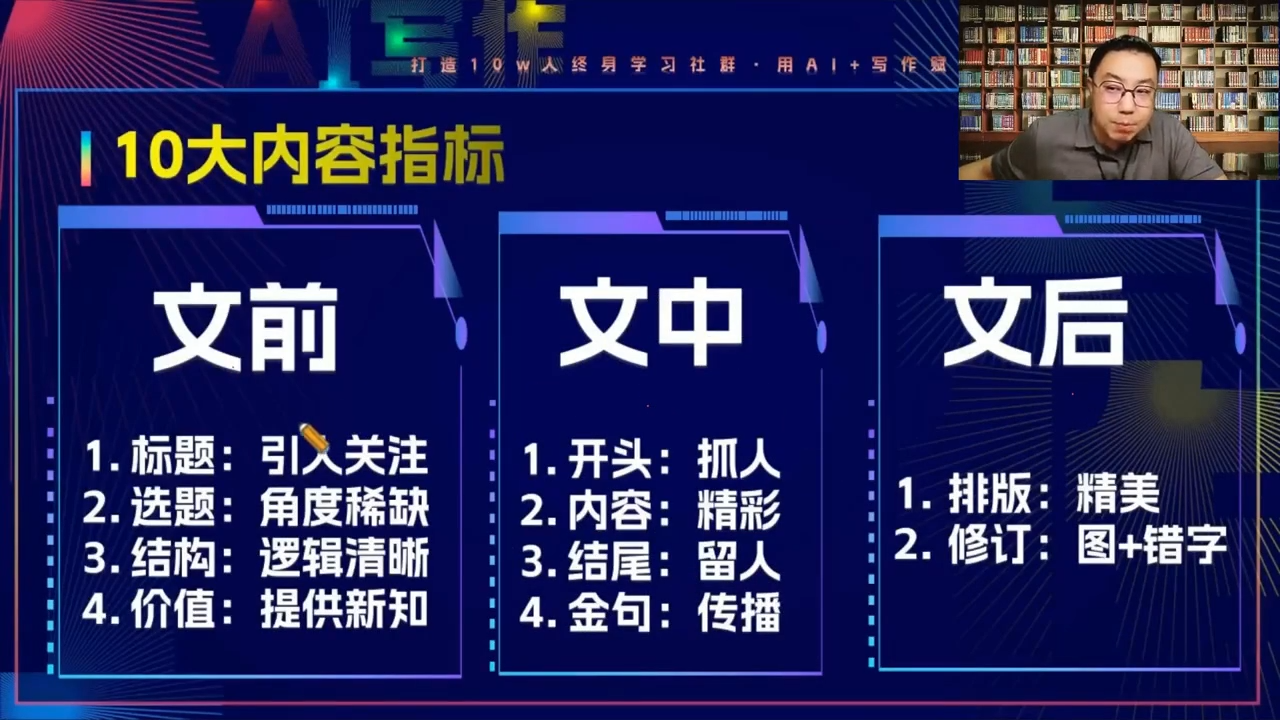 AI写作
打造10w人终身学习社群·用AI+写作赋
10大内容指标
文前
1.标题：引人关注
2.选题：角度稀缺
3.结构：逻辑清晰
4.价值：提供新知
文中
1.开头：抓人
2.内容：精彩
3.结尾：留人
4.金句：传播
文后
1.排版：精美
2.修订：图+错字